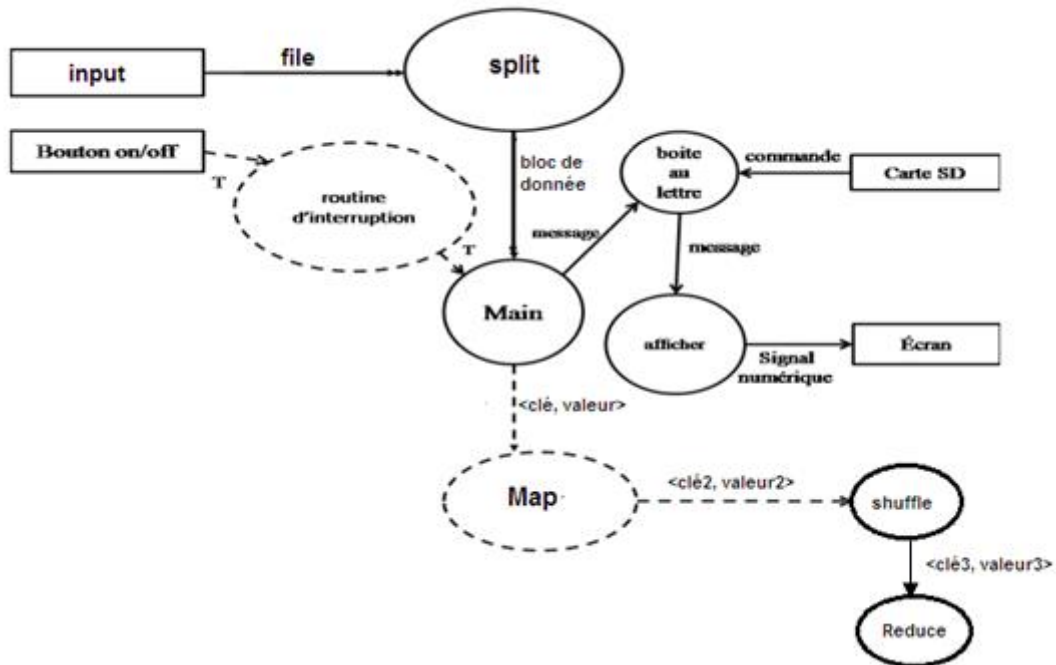 input
file
split
Bouton on/off
T
routine
d'interruption
T
bloc de
donnée
boite
au
lettre
commande
Carte SD
message
message
Main
afficher
Signal
numérique
Écran
<clé, valeur>
Map
<clé2, valeur2>
shuffle
<clé3, valeur3>
Reduce